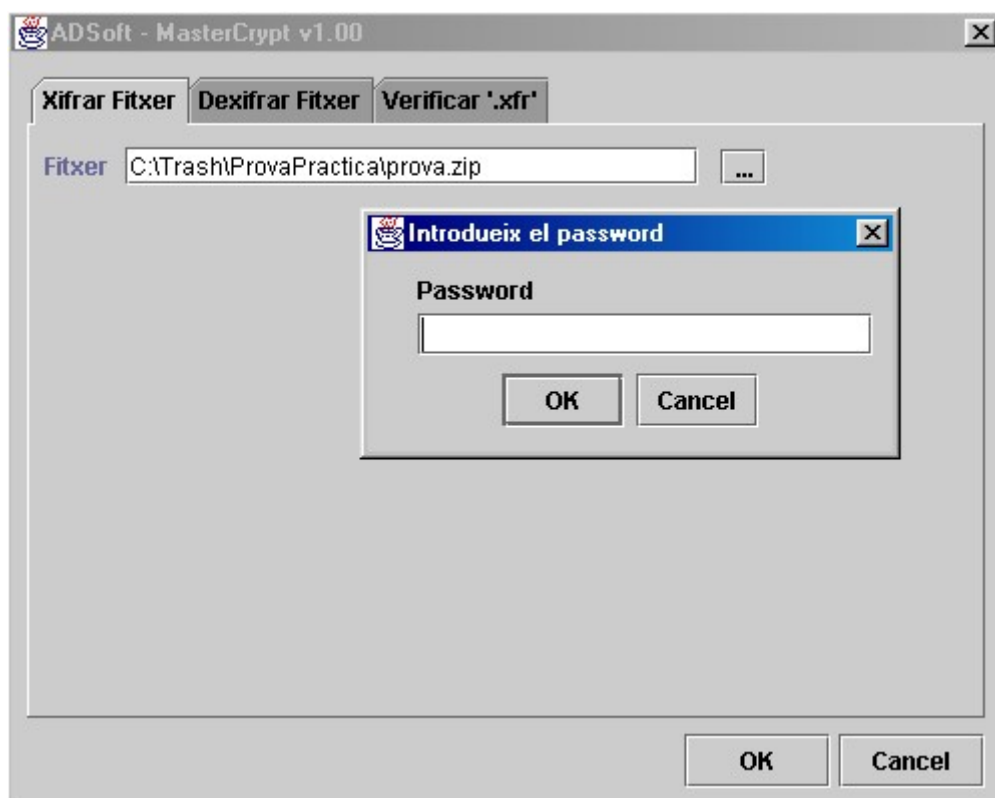 ADSoft - MasterCrypt v1.00
Xifrar Fitxer Dexifrar Fitxer Verificar '.xfr'
Fitxer C:\Trash\ProvaPractica\prova.zip ...
Introdueix el password
Password
OK Cancel
OK Cancel